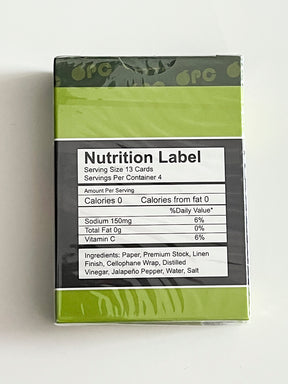 OPC OPC
Nutrition Label
Serving Size 13 Cards
Servings Per Container 4
Amount Per Serving
Calories 0 Calories from fat 0
%Daily Value*
Sodium 150mg 6%
Total Fat 0g 0%
Vitamin C 6%
Ingredients: Paper, Premium Stock, Linen
Finish, Cellophane Wrap, Distilled
Vinegar, Jalapeño Pepper, Water, Salt